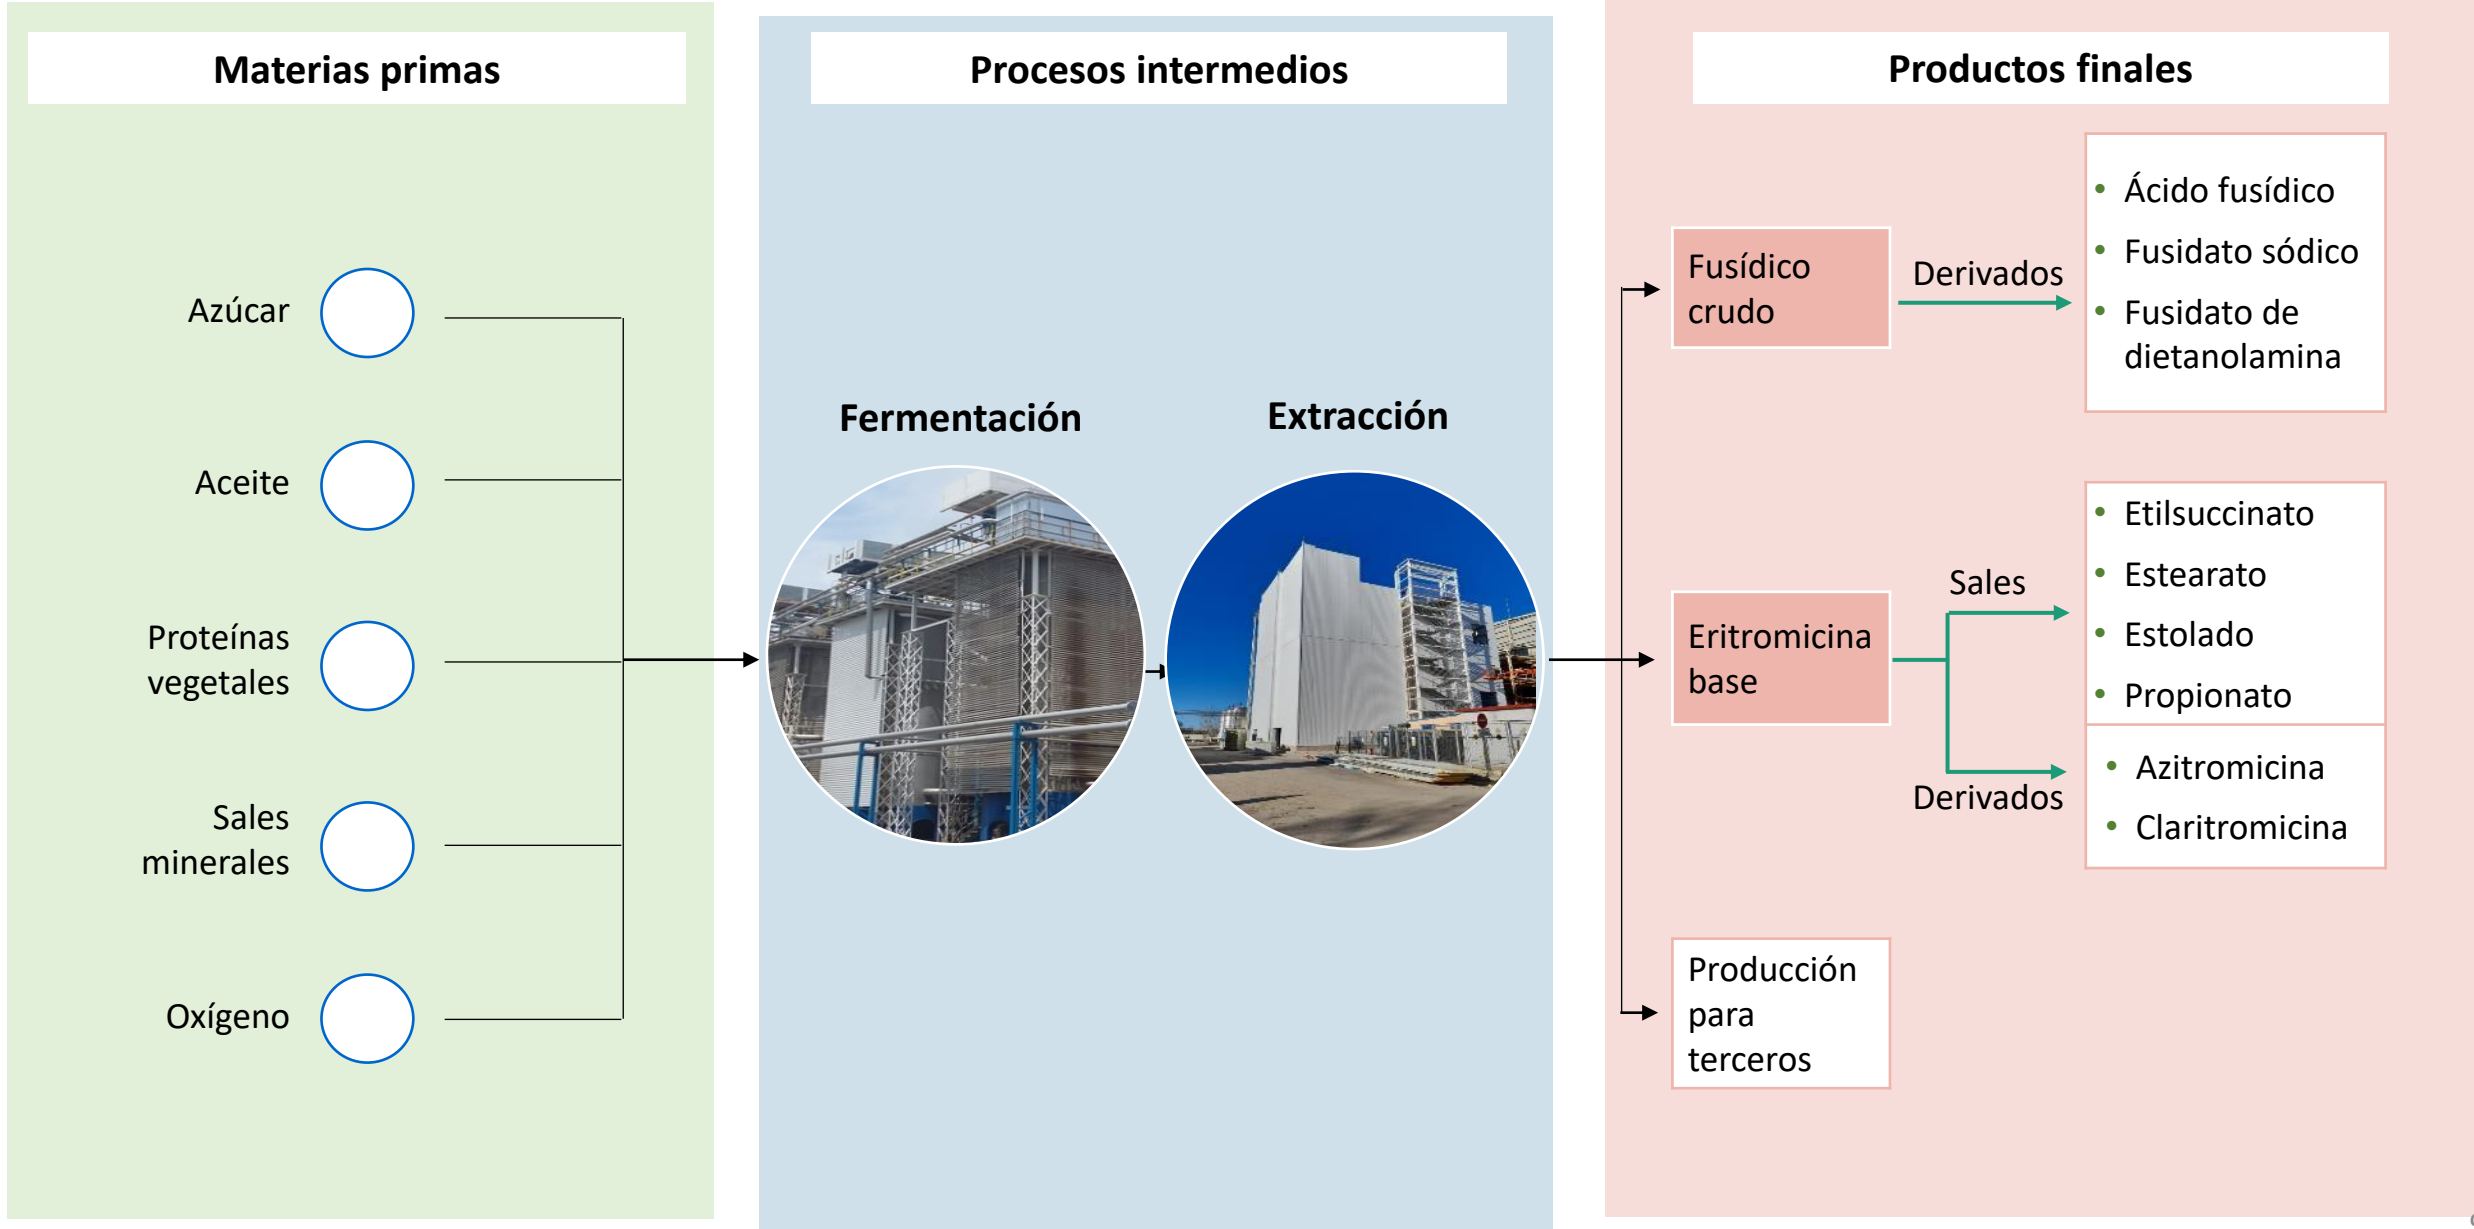 Materias primas
Azúcar
Aceite
Proteínas
vegetales
Sales
minerales
Oxígeno
Procesos intermedios
Fermentación
Extracción
Productos finales
Fusídico
crudo
Derivados
• Ácido fusídico
• Fusidato sódico
• Fusidato de
dietanolamina
Eritromicina
base
Sales
• Etilsuccinato
• Estearato
• Estolado
• Propionato
Derivados
• Azitromicina
• Claritromicina
Producción
para
terceros